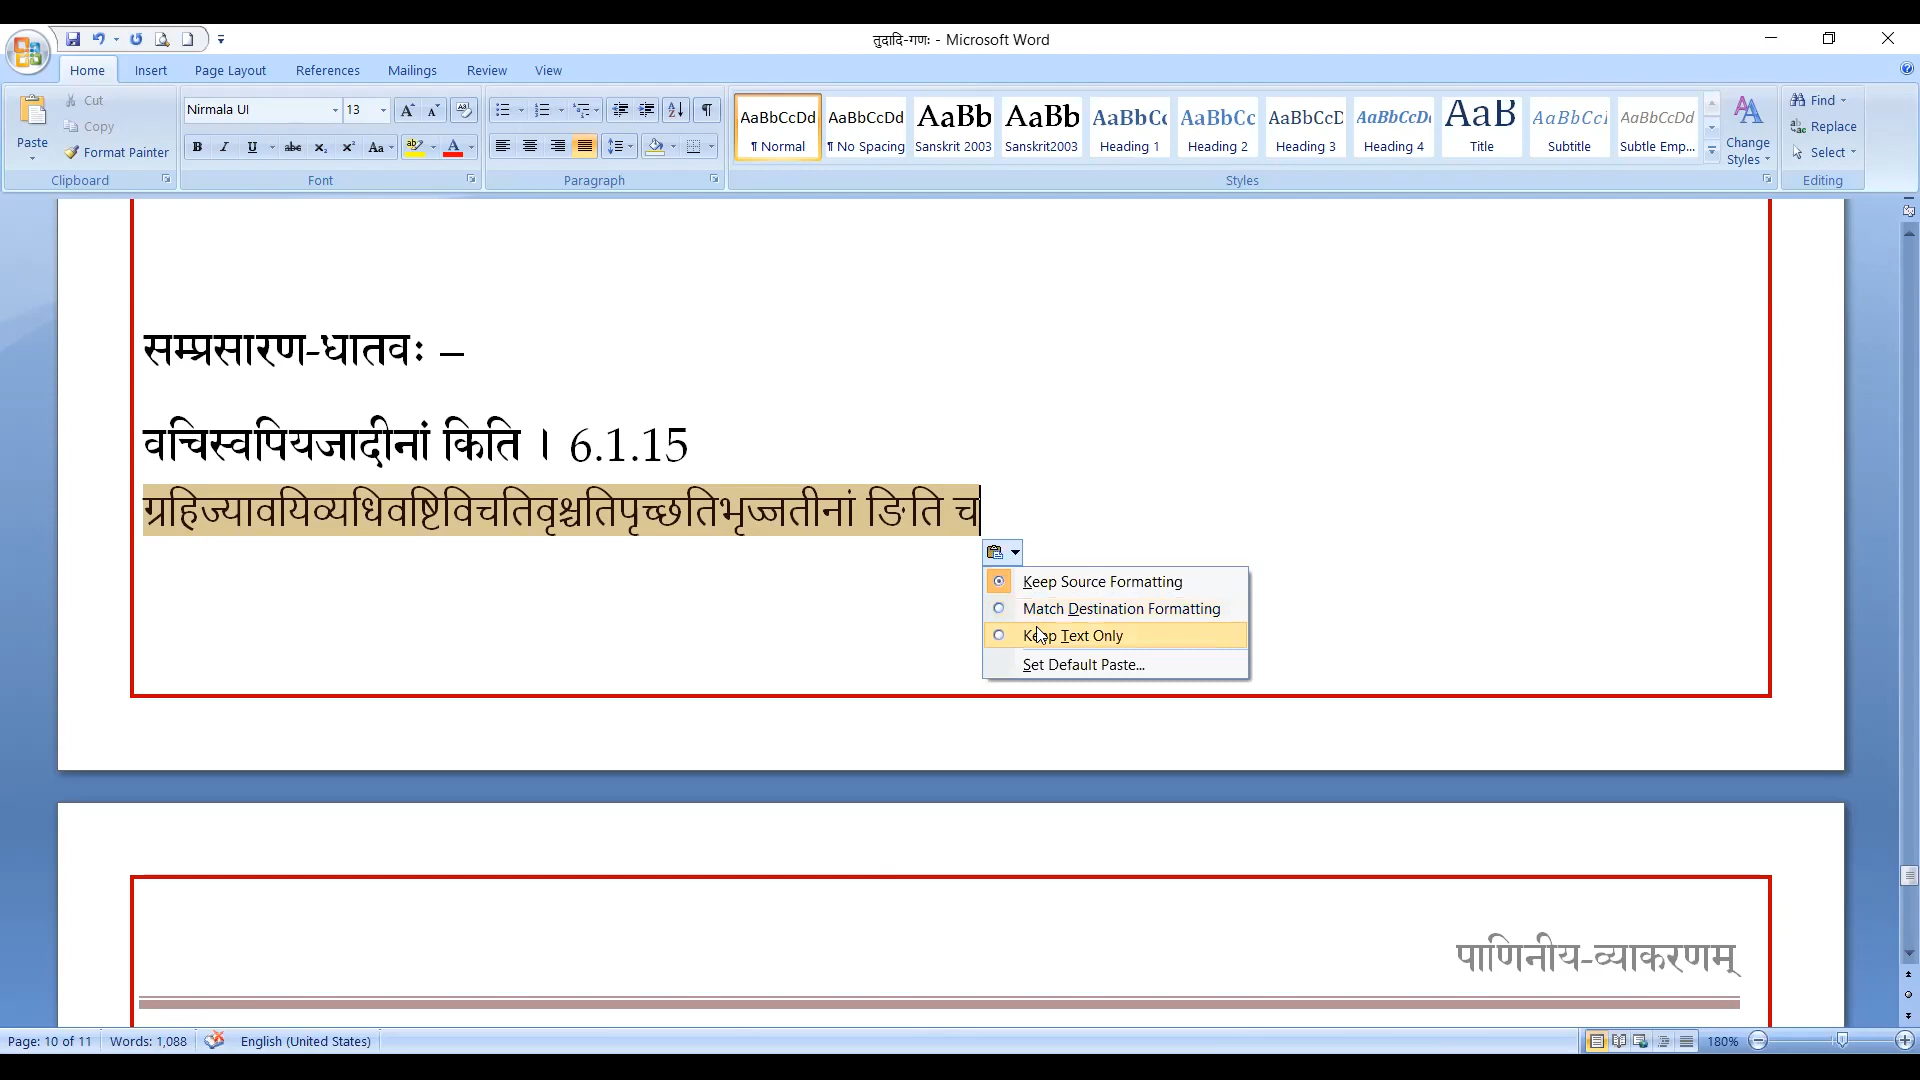 तुदादि-गणः - Microsoft Word
Home Insert Page Layout References Mailings Review View
Paste
Cut
Copy
Format Painter
Clipboard
Nirmala UI 13
Font
Paragraph
AaBbCcDd AaBbCcDd AaBb AaBb AaBbCc AaBbCc AaBbCcD AaBbCcDc AaB AaBbCc AaBbCcDd
¶ Normal ¶ No Spacing Sanskrit 2003 Sanskrit2003 Heading 1 Heading 2 Heading 3 Heading 4 Title Subtitle Subtle Emp...
Styles
Change Styles
Find
Replace
Select
Editing
सम्प्रसारण-धातवः –
वचिस्वपियजादीनां किति । 6.1.15
ग्रहिज्यावयिव्यधिवष्टिविचतिवृश्चतिपृच्छतिभृज्जतीनां ङिति च
Keep Source Formatting
Match Destination Formatting
Keep Text Only
Set Default Paste...
पाणिनीय-व्याकरणम्
Page: 10 of 11 Words: 1,088 English (United States) 180%